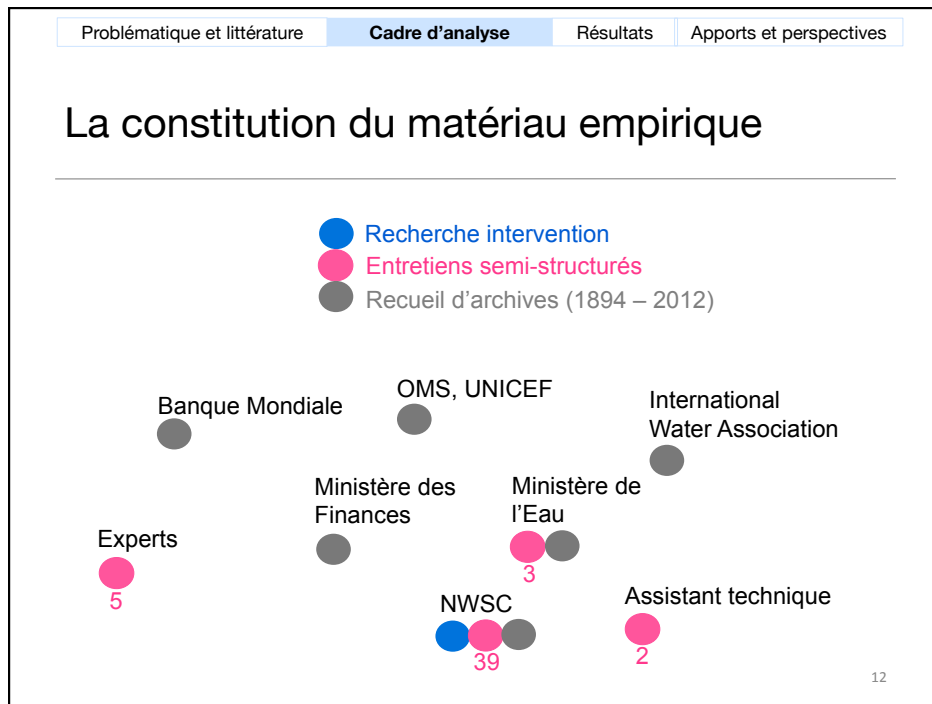 Problématique et littérature
Cadre d'analyse
Résultats
Apports et perspectives
La constitution du matériau empirique
Recherche intervention
Entretiens semi-structurés
Recueil d'archives (1894 – 2012)
Banque Mondiale
OMS, UNICEF
International
Water Association
Ministère des
Finances
Ministère de
l'Eau
3
Experts
5
NWSC
39
Assistant technique
2
12